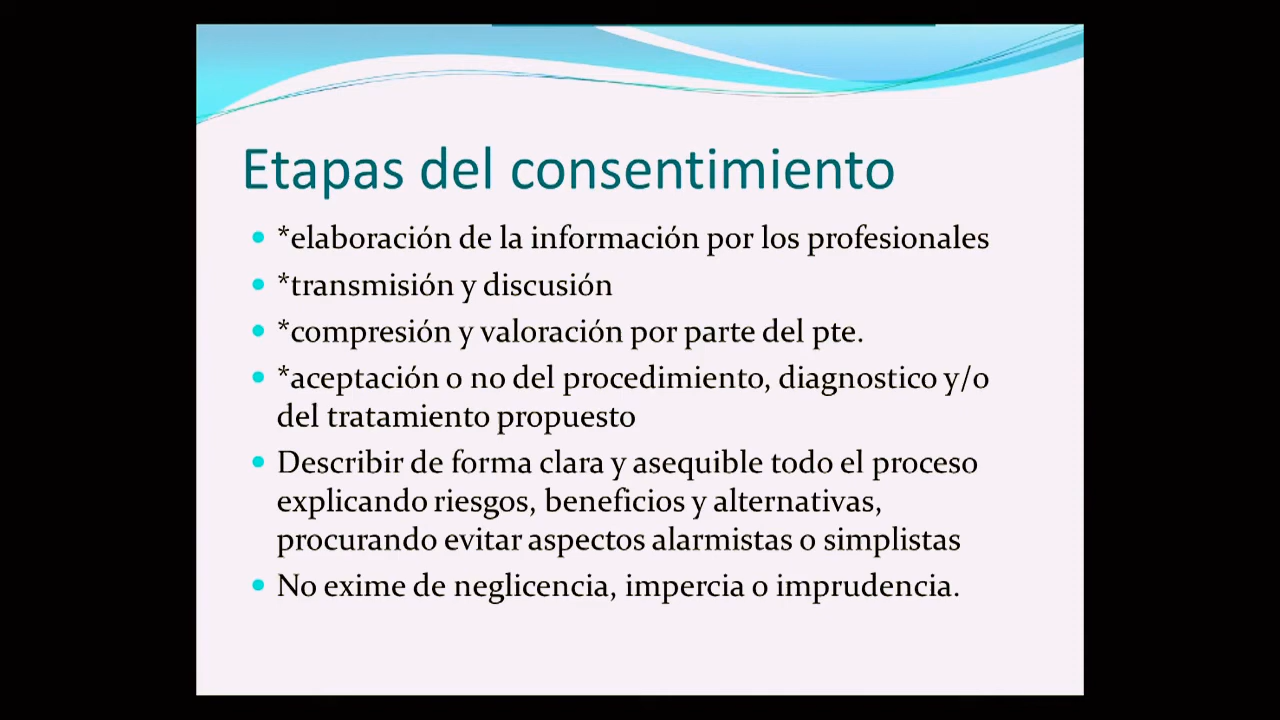 Etapas del consentimiento
*elaboración de la información por los profesionales
*transmisión y discusión
*compresión y valoración por parte del pte.
*aceptación o no del procedimiento, diagnostico y/o
del tratamiento propuesto
Describir de forma clara y asequible todo el proceso
explicando riesgos, beneficios y alternativas,
procurando evitar aspectos alarmistas o simplistas
No exime de neglicencia, impercia o imprudencia.